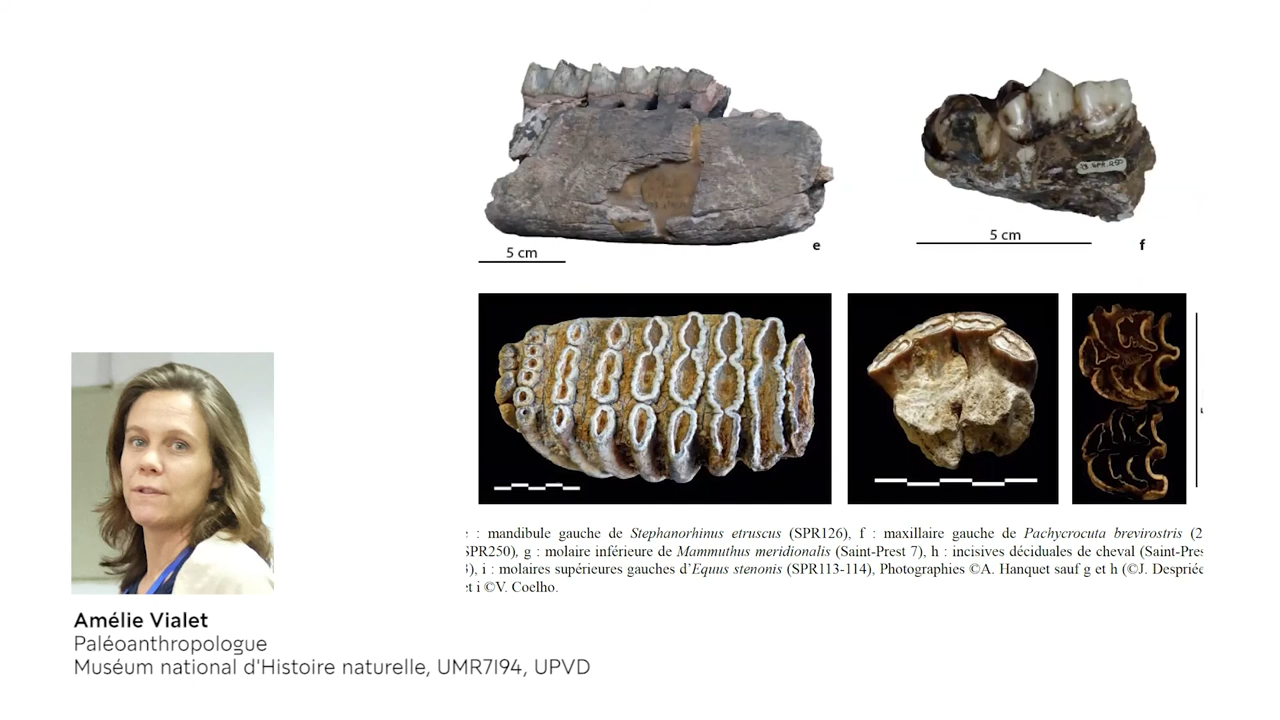 5 cm
e
5 cm
f
: mandibule gauche de Stephanorhinus etruscus (SPR126), f : maxillaire gauche de Pachycrocuta brevirostris (2
SPR250), g : molaire inférieure de Mammuthus meridionalis (Saint-Prest 7), h : incisives déciduales de cheval (Saint-Pres
), i : molaires supérieures gauches d'Equus stenonis (SPR113-114), Photographies ©A. Hanquet sauf g et h (©J. Despriée
et i ©V. Coelho.
Amélie Vialet
Paléoanthropologue
Muséum national d'Histoire naturelle, UMR7194, UPVD